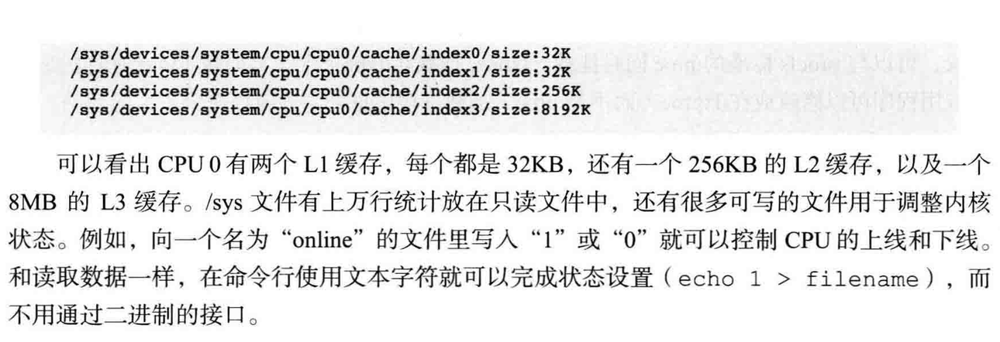 /sys/devices/system/cpu/cpu0/cache/index0/size:32K
/sys/devices/system/cpu/cpu0/cache/index1/size:32K
/sys/devices/system/cpu/cpu0/cache/index2/size:256K
/sys/devices/system/cpu/cpu0/cache/index3/size:8192K
可以看出 CPU 0 有两个 L1 缓存，每个都是 32KB，还有一个 256KB 的 L2 缓存，以及一个
8MB 的 L3 缓存。/sys 文件有上万行统计放在只读文件中，还有很多可写的文件用于调整内核
状态。例如，向一个名为“online”的文件里写入“1”或“0”就可以控制 CPU 的上线和下线。
和读取数据一样，在命令行使用文本字符就可以完成状态设置（echo 1 > filename），而
不用通过二进制的接口。